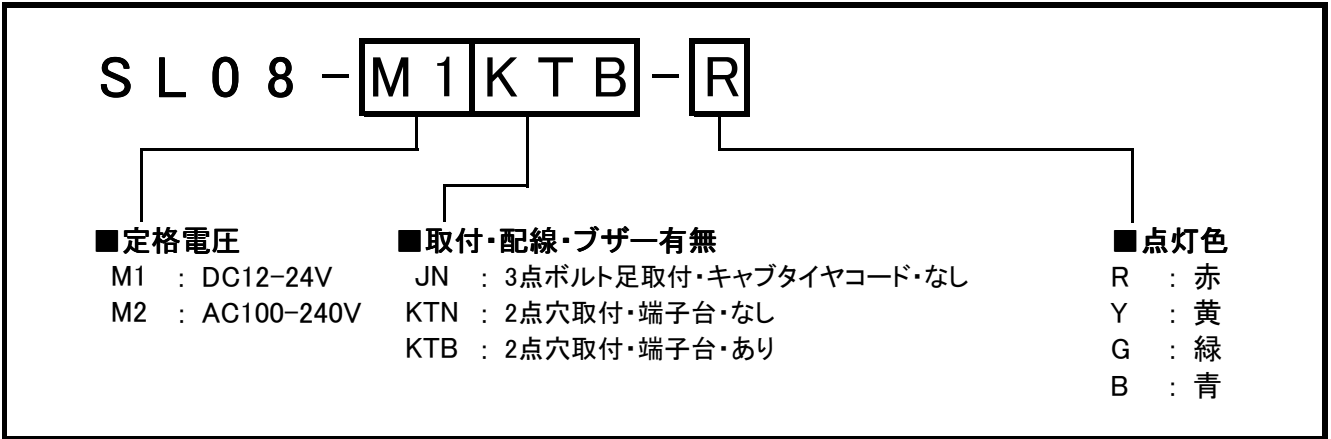 SL08-M1KTB-R
■定格電圧 ■取付・配線・ブザー有無 ■点灯色
M1 : DC12-24V JN : 3点ボルト足取付・キャブタイヤコード・なし R : 赤
M2 : AC100-240V KTN : 2点穴取付・端子台・なし Y : 黄
KTB : 2点穴取付・端子台・あり G : 緑
B : 青